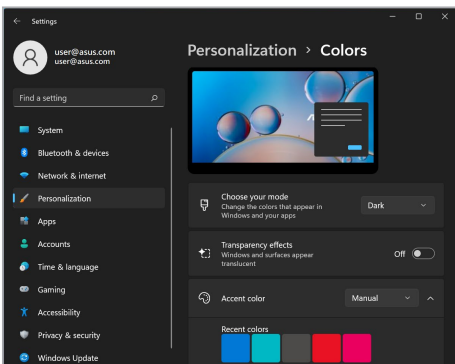 Settings
user@asus.com
user@asus.com
Find a setting
System
Bluetooth & devices
Network & internet
Personalization
Apps
Accounts
Time & language
Gaming
Accessibility
Privacy & security
Windows Update
Personalization > Colors
Choose your mode
Change the colors that appear in
Windows and your apps
Dark
Transparency effects
Windows and surfaces appear
translucent
Off
Accent color
Manual
Recent colors